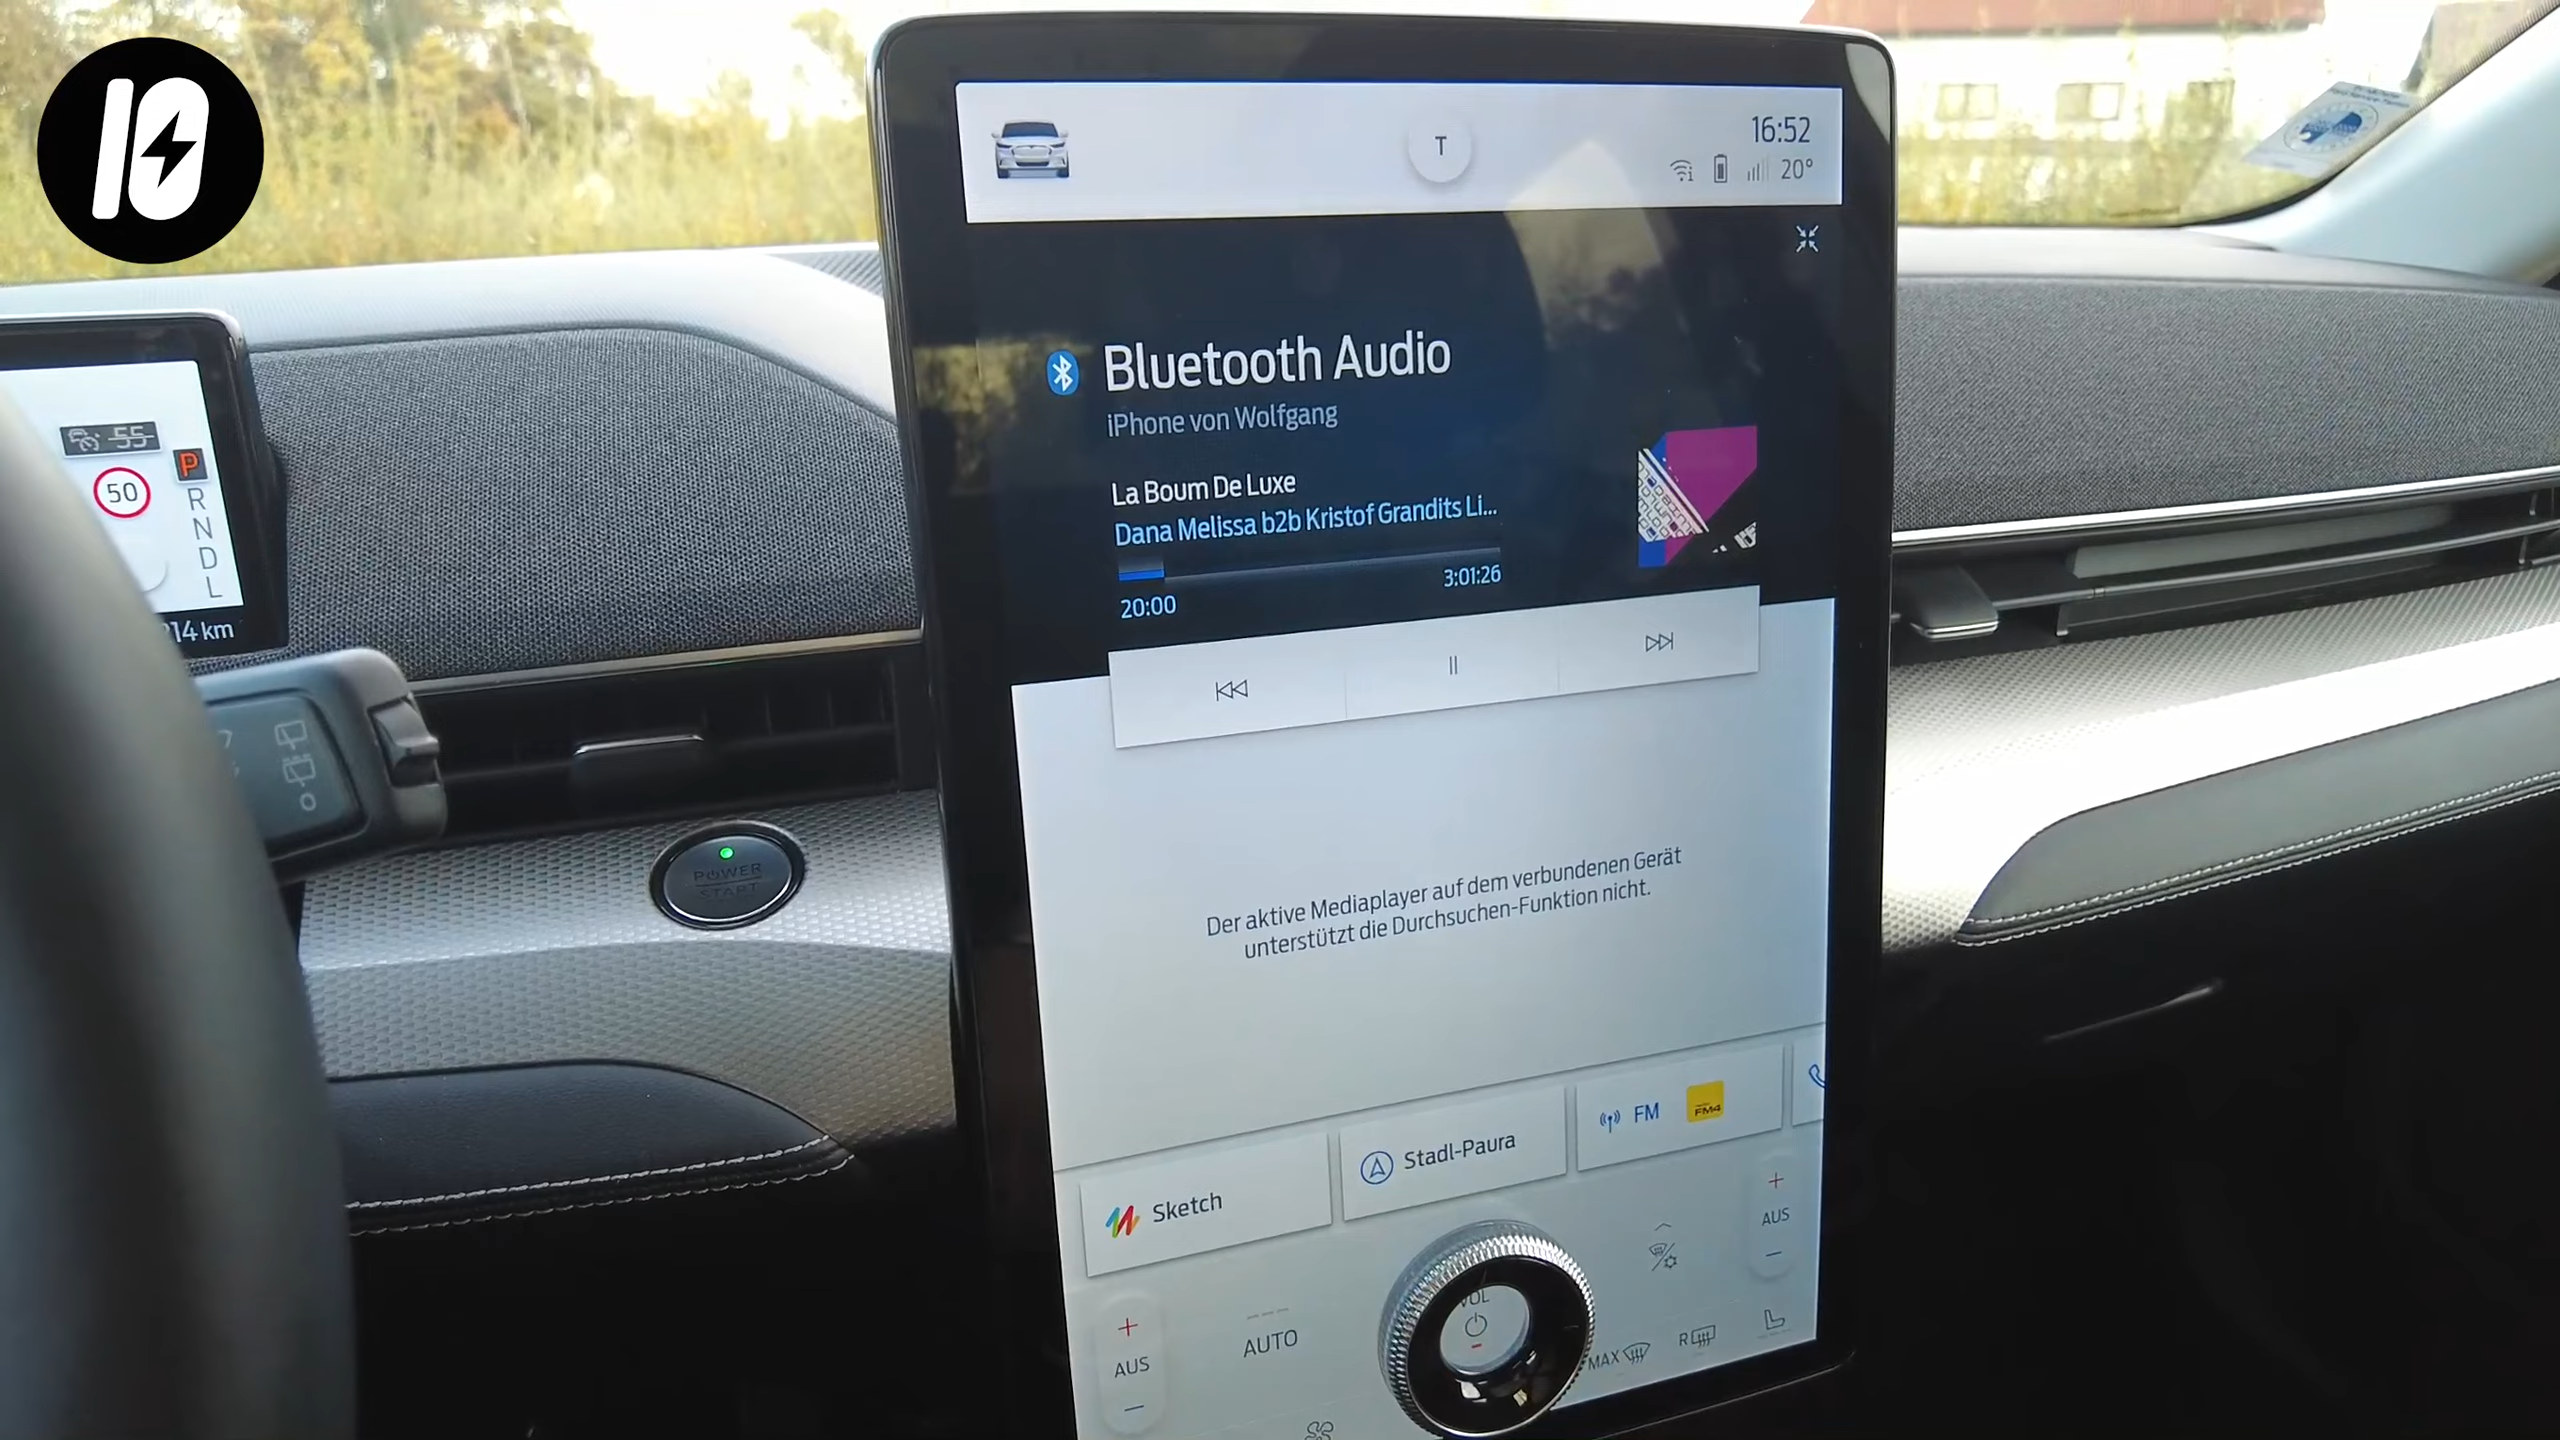 10
T
16:52
20°
Bluetooth Audio
iPhone von Wolfgang
La Boum De Luxe
Dana Melissa b2b Kristof Grandits Li...
20:00
3:01:26
Der aktive Mediaplayer auf dem verbundenen Gerät
unterstützt die Durchsuchen-Funktion nicht.
Sketch
Stadl-Paura
FM
FM4
AUS
AUTO
VOL
AUS
MAX
R
55
50
P
R
N
D
L
14 km
POWER
START